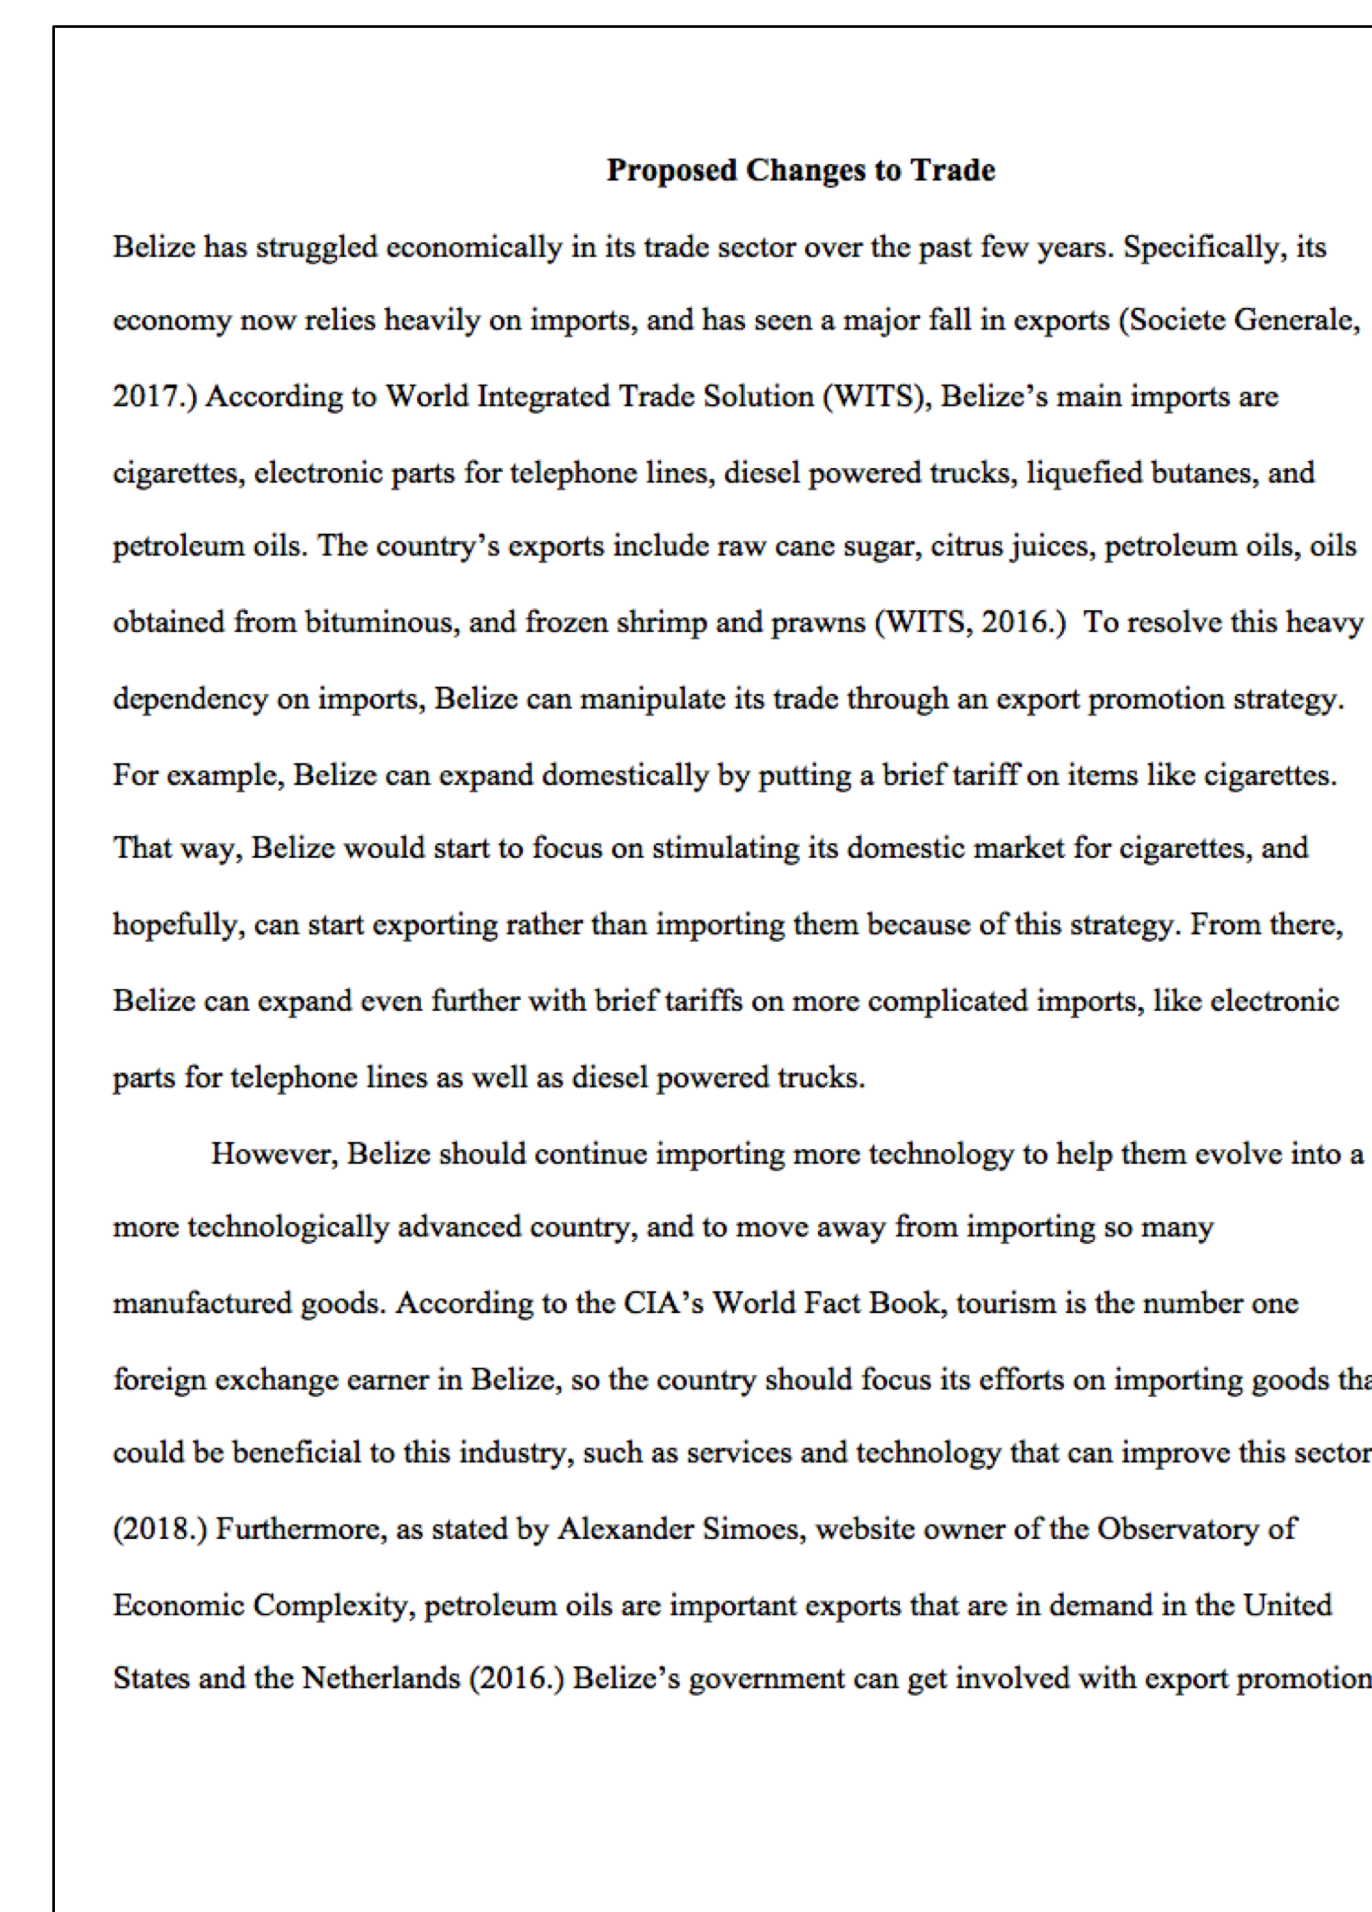 Proposed Changes to Trade
Belize has struggled economically in its trade sector over the past few years. Specifically, its
economy now relies heavily on imports, and has seen a major fall in exports (Societe Generale,
2017.) According to World Integrated Trade Solution (WITS), Belize’s main imports are
cigarettes, electronic parts for telephone lines, diesel powered trucks, liquefied butanes, and
petroleum oils. The country’s exports include raw cane sugar, citrus juices, petroleum oils, oils
obtained from bituminous, and frozen shrimp and prawns (WITS, 2016.)  To resolve this heavy
dependency on imports, Belize can manipulate its trade through an export promotion strategy.
For example, Belize can expand domestically by putting a brief tariff on items like cigarettes.
That way, Belize would start to focus on stimulating its domestic market for cigarettes, and
hopefully, can start exporting rather than importing them because of this strategy. From there,
Belize can expand even further with brief tariffs on more complicated imports, like electronic
parts for telephone lines as well as diesel powered trucks.
However, Belize should continue importing more technology to help them evolve into a
more technologically advanced country, and to move away from importing so many
manufactured goods. According to the CIA’s World Fact Book, tourism is the number one
foreign exchange earner in Belize, so the country should focus its efforts on importing goods tha
could be beneficial to this industry, such as services and technology that can improve this sector
(2018.) Furthermore, as stated by Alexander Simoes, website owner of the Observatory of
Economic Complexity, petroleum oils are important exports that are in demand in the United
States and the Netherlands (2016.) Belize’s government can get involved with export promotion